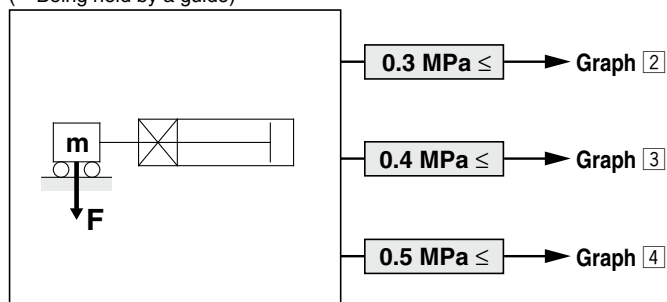 Being held by a guide)
0.3 MPa ≤ Graph 2
m
0.4 MPa ≤ Graph 3
F
0.5 MPa ≤ Graph 4